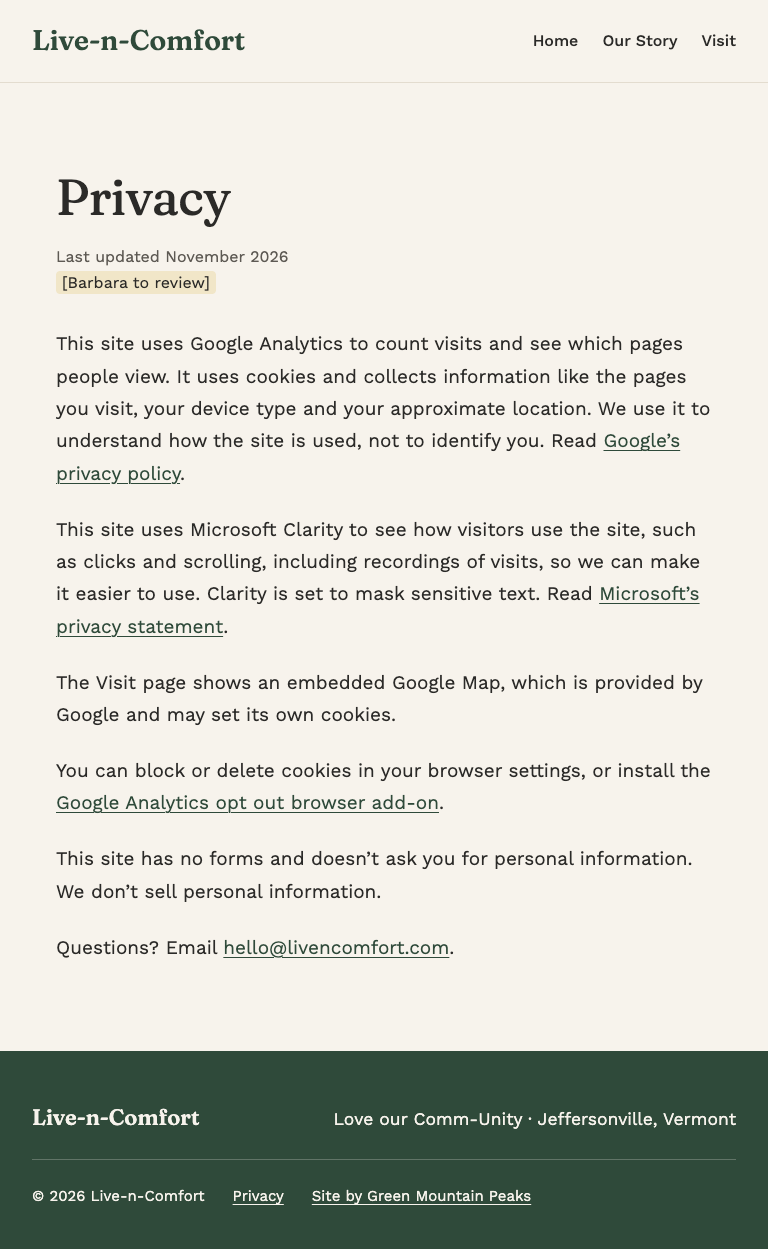 Live-n-Comfort
Home Our Story Visit
Privacy
Last updated November 2026
[Barbara to review]
This site uses Google Analytics to count visits and see which pages
people view. It uses cookies and collects information like the pages
you visit, your device type and your approximate location. We use it to
understand how the site is used, not to identify you. Read Google’s
privacy policy.
This site uses Microsoft Clarity to see how visitors use the site, such
as clicks and scrolling, including recordings of visits, so we can make
it easier to use. Clarity is set to mask sensitive text. Read Microsoft’s
privacy statement.
The Visit page shows an embedded Google Map, which is provided by
Google and may set its own cookies.
You can block or delete cookies in your browser settings, or install the
Google Analytics opt out browser add-on.
This site has no forms and doesn’t ask you for personal information.
We don’t sell personal information.
Questions? Email hello@livencomfort.com.
Live-n-Comfort
Love our Comm-Unity · Jeffersonville, Vermont
© 2026 Live-n-Comfort Privacy Site by Green Mountain Peaks